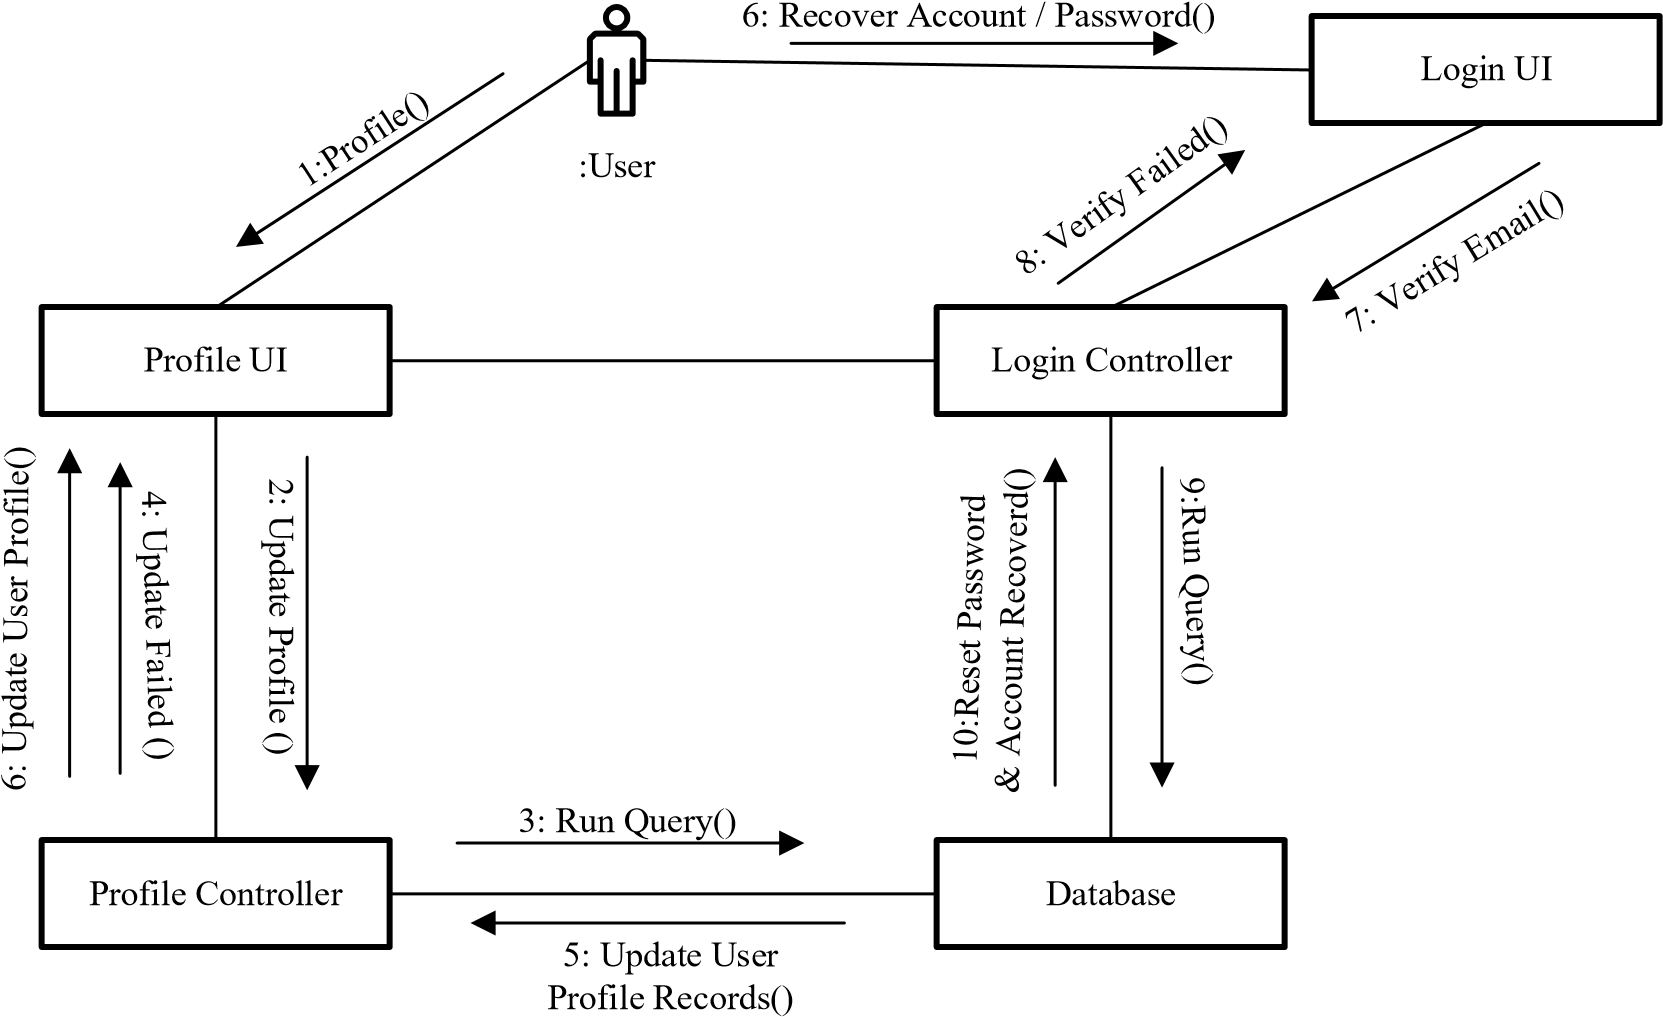 6: Recover Account / Password()
Login UI
1:Profile()
:User
8: Verify Failed()
7: Verify Email()
Profile UI
Login Controller
6: Update User Profile()
4: Update Failed ()
2: Update Profile ()
10:Reset Password
& Account Recoverd()
9:Run Query()
3: Run Query()
Profile Controller
Database
5: Update User
Profile Records()